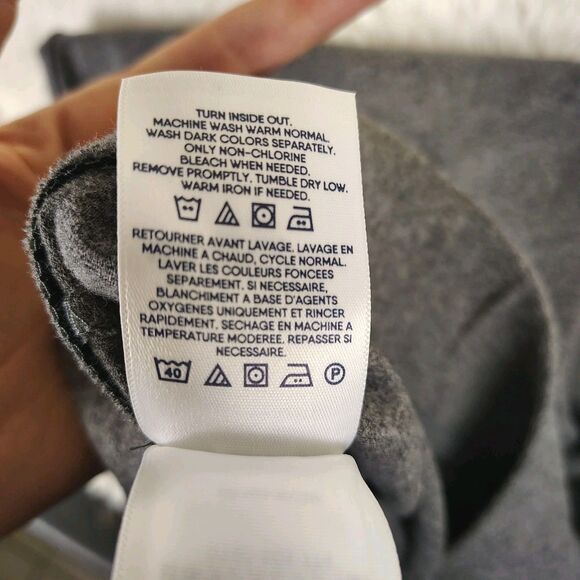 TURN INSIDE OUT.
MACHINE WASH WARM NORMAL.
WASH DARK COLORS SEPARATELY.
ONLY NON-CHLORINE
BLEACH WHEN NEEDED.
REMOVE PROMPTLY. TUMBLE DRY LOW.
WARM IRON IF NEEDED.
RETOURNER AVANT LAVAGE. LAVAGE EN
MACHINE A CHAUD, CYCLE NORMAL.
LAVER LES COULEURS FONCEES
SEPAREMENT. SI NECESSAIRE,
BLANCHIMENT A BASE D'AGENTS
OXYGENES UNIQUEMENT ET RINCER
RAPIDEMENT. SECHAGE EN MACHINE A
TEMPERATURE MODEREE, REPASSER SI
NECESSAIRE.
40 P